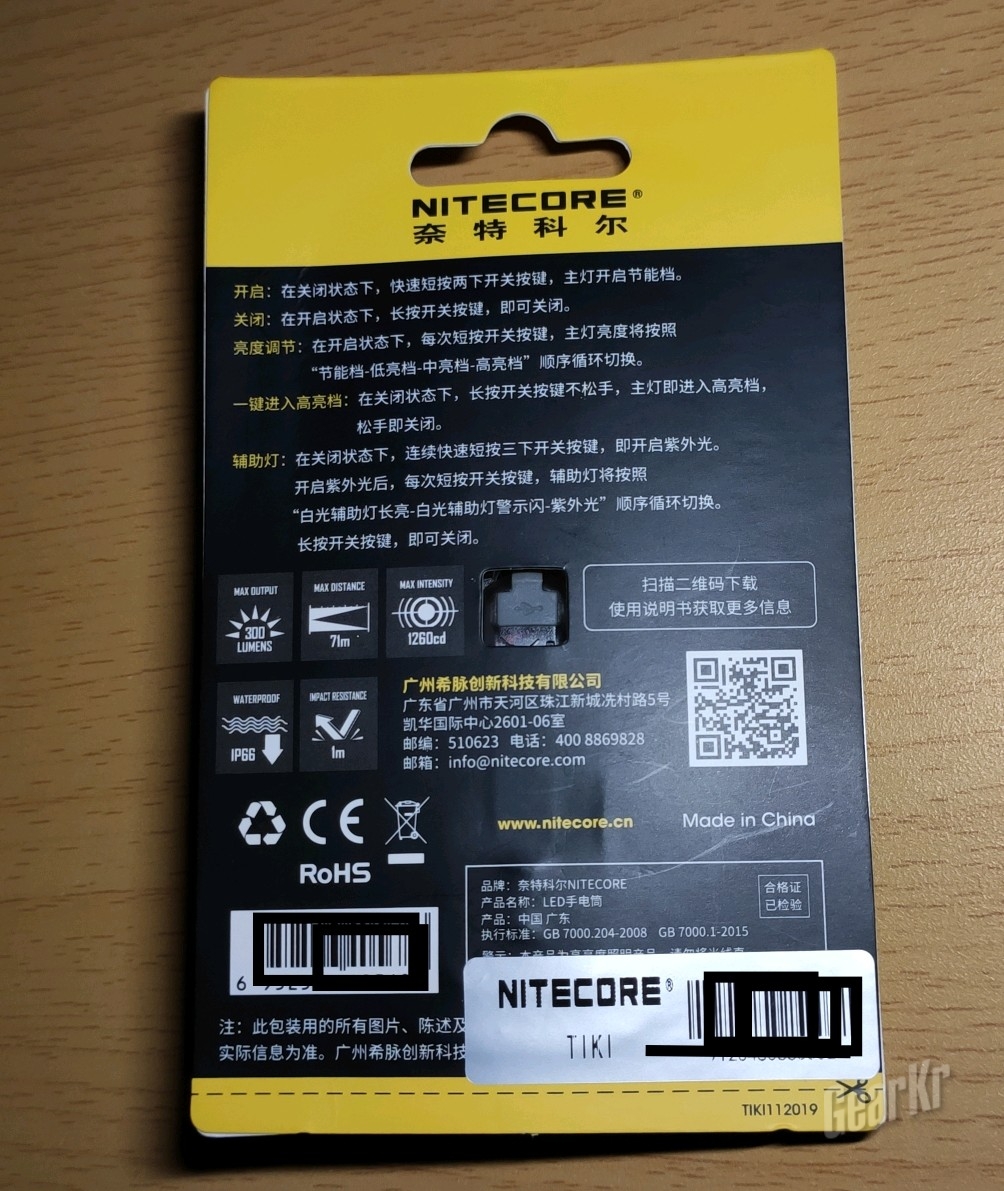 NITECORE®
奈特科尔
开启：在关闭状态下，快速短按两下开关按键，主灯开启节能档。
关闭：在开启状态下，长按开关按键，即可关闭。
亮度调节：在开启状态下，每次短按开关按键，主灯亮度将按照
“节能档-低亮档-中亮档-高亮档”顺序循环切换。
一键进入高亮档：在关闭状态下，长按开关按键不松手，主灯即进入高亮档，
松手即关闭。
辅助灯：在关闭状态下，连续快速短按三下开关按键，即开启紫外光。
开启紫外光后，每次短按开关按键，辅助灯将按照
“白光辅助灯长亮-白光辅助灯警示闪-紫外光”顺序循环切换。
长按开关按键，即可关闭。
MAX OUTPUT
300
LUMENS
MAX DISTANCE
71m
MAX INTENSITY
1260cd
扫描二维码下载
使用说明书获取更多信息
WATERPROOF
IP66
IMPACT RESISTANCE
1m
广州希脉创新科技有限公司
广东省广州市天河区珠江新城冼村路5号
凯华国际中心2601-06室
邮编：510623 电话：400 8869828
邮箱：info@nitecore.com
CE
RoHS
www.nitecore.cn
Made in China
品牌：奈特科尔NITECORE
产品名称：LED手电筒
产品：中国 广东
执行标准：GB 7000.204-2008 GB 7000.1-2015
合格证
已检验
NITECORE®
TIKI
注：此包装用的所有图片、陈述及
实际信息为准。广州希脉创新科技
TIKI112019
GearKr